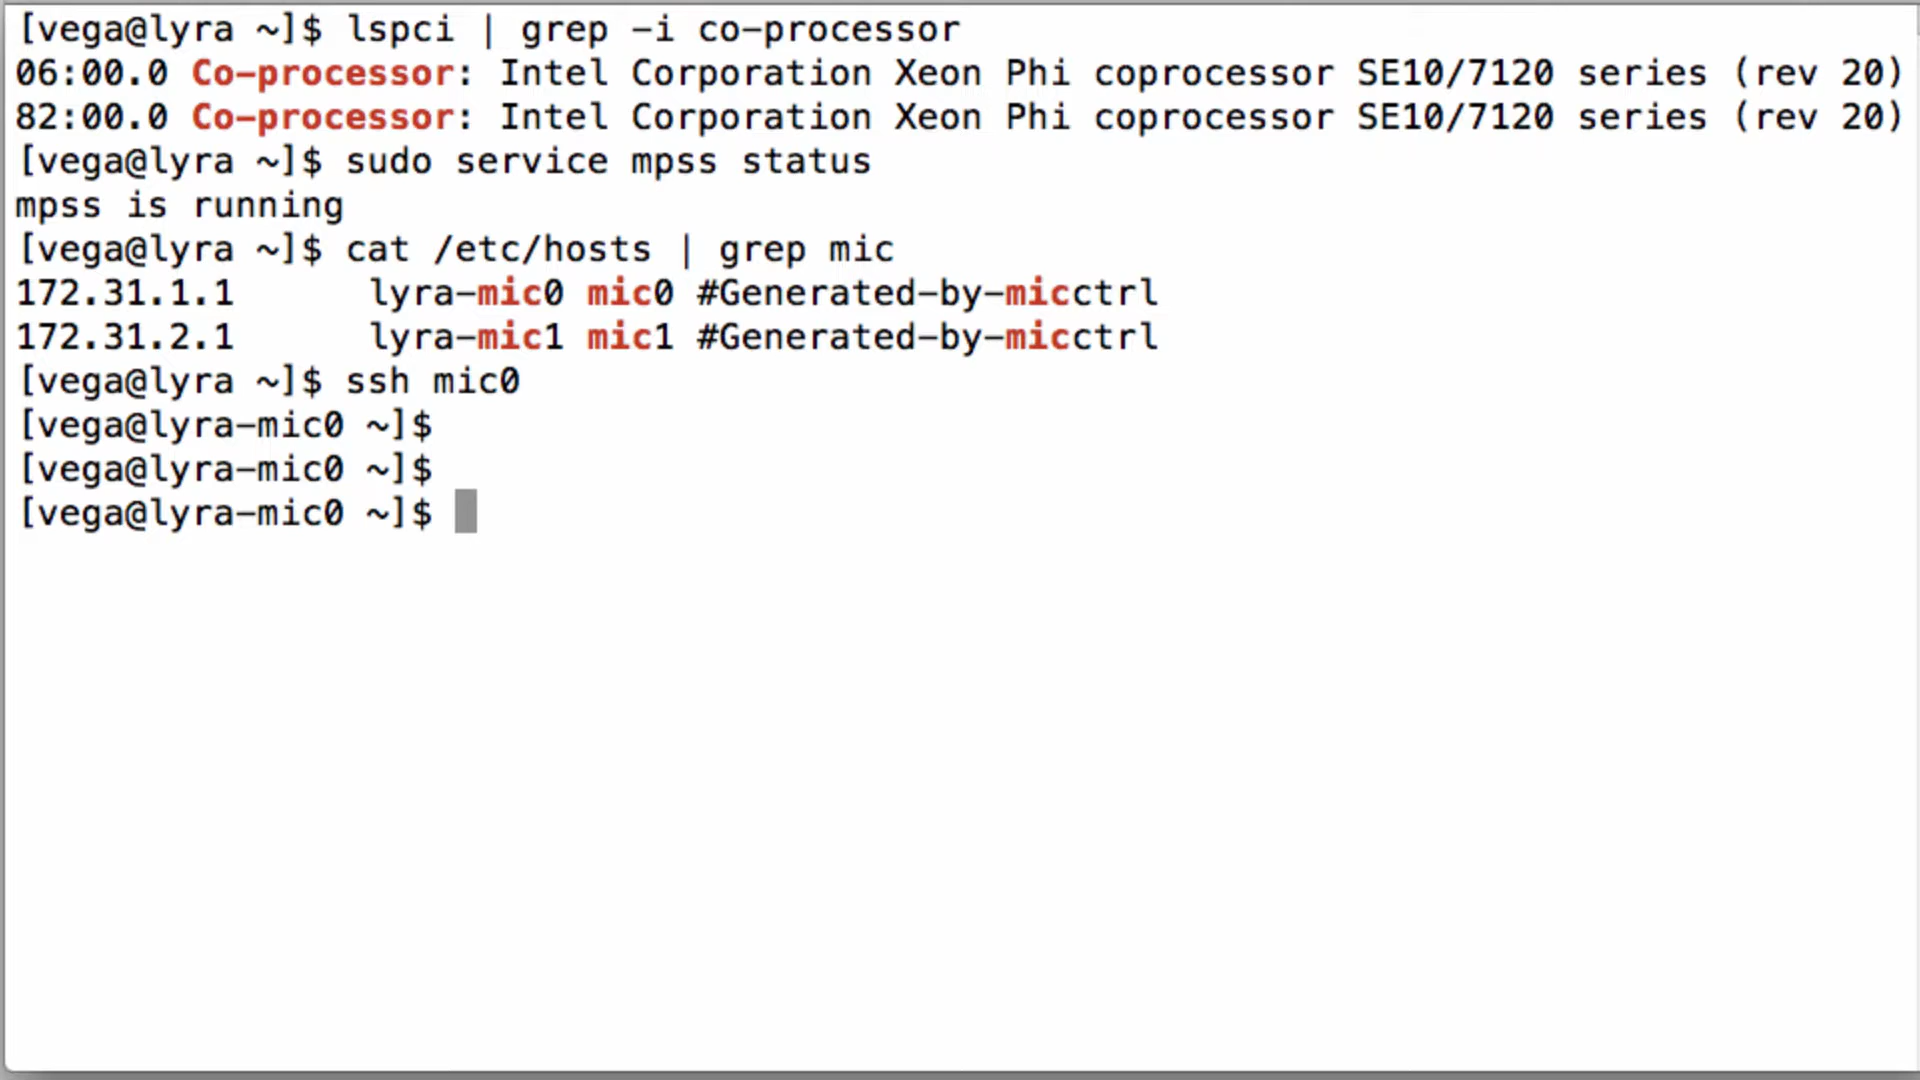 [vega@lyra ~]$ lspci | grep -i co-processor
06:00.0 Co-processor: Intel Corporation Xeon Phi coprocessor SE10/7120 series (rev 20)
82:00.0 Co-processor: Intel Corporation Xeon Phi coprocessor SE10/7120 series (rev 20)
[vega@lyra ~]$ sudo service mpss status
mpss is running
[vega@lyra ~]$ cat /etc/hosts | grep mic
172.31.1.1      lyra-mic0 mic0 #Generated-by-micctrl
172.31.2.1      lyra-mic1 mic1 #Generated-by-micctrl
[vega@lyra ~]$ ssh mic0
[vega@lyra-mic0 ~]$
[vega@lyra-mic0 ~]$
[vega@lyra-mic0 ~]$